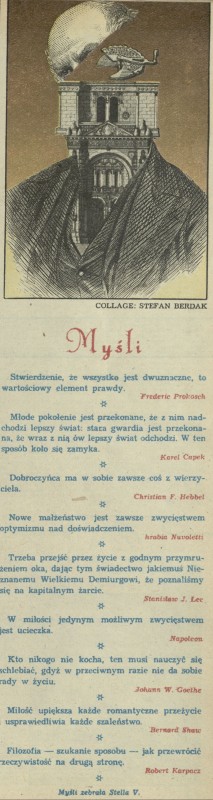 COLLAGE: STEFAN BERDAK
Myśli
Stwierdzenie, że wszystko jest dwuznaczne, to
wartościowy element prawdy.
Frederic Prokosch
Młode pokolenie jest przekonane, że z nim nad-
chodzi lepszy świat: stara gwardia jest przekona-
na, że wraz z nią ów lepszy świat odchodzi. W ten
sposób koło się zamyka.
Karel Capek
Dobroczyńca ma w sobie zawsze coś z wierzy-
ciela.
Christian F. Hebbel
Nowe małżeństwo jest zawsze zwycięstwem
optymizmu nad doświadczeniem.
hrabia Nuvoletti
Trzeba przejść przez życie z godnym przymru-
żeniem oka, dając tym świadectwo jakiemuś Nie-
znanemu Wielkiemu Demiurgowi, że poznaliśmy
się na kapitalnym żarcie.
Stanisław J. Lec
W miłości jedynym możliwym zwycięstwem
jest ucieczka.
Napoleon
Kto nikogo nie kocha, ten musi nauczyć się
schlebiać, gdyż w przeciwnym razie nie da sobie
rady w życiu.
Johann W. Goethe
Miłość upiększa każde romantyczne przeżycie
i usprawiedliwia każde szaleństwo.
Bernard Shaw
Filozofia — szukanie sposobu — jak przewrócić
rzeczywistość na drugą stronę.
Robert Karpacz
Myśli zebrała Stella V.